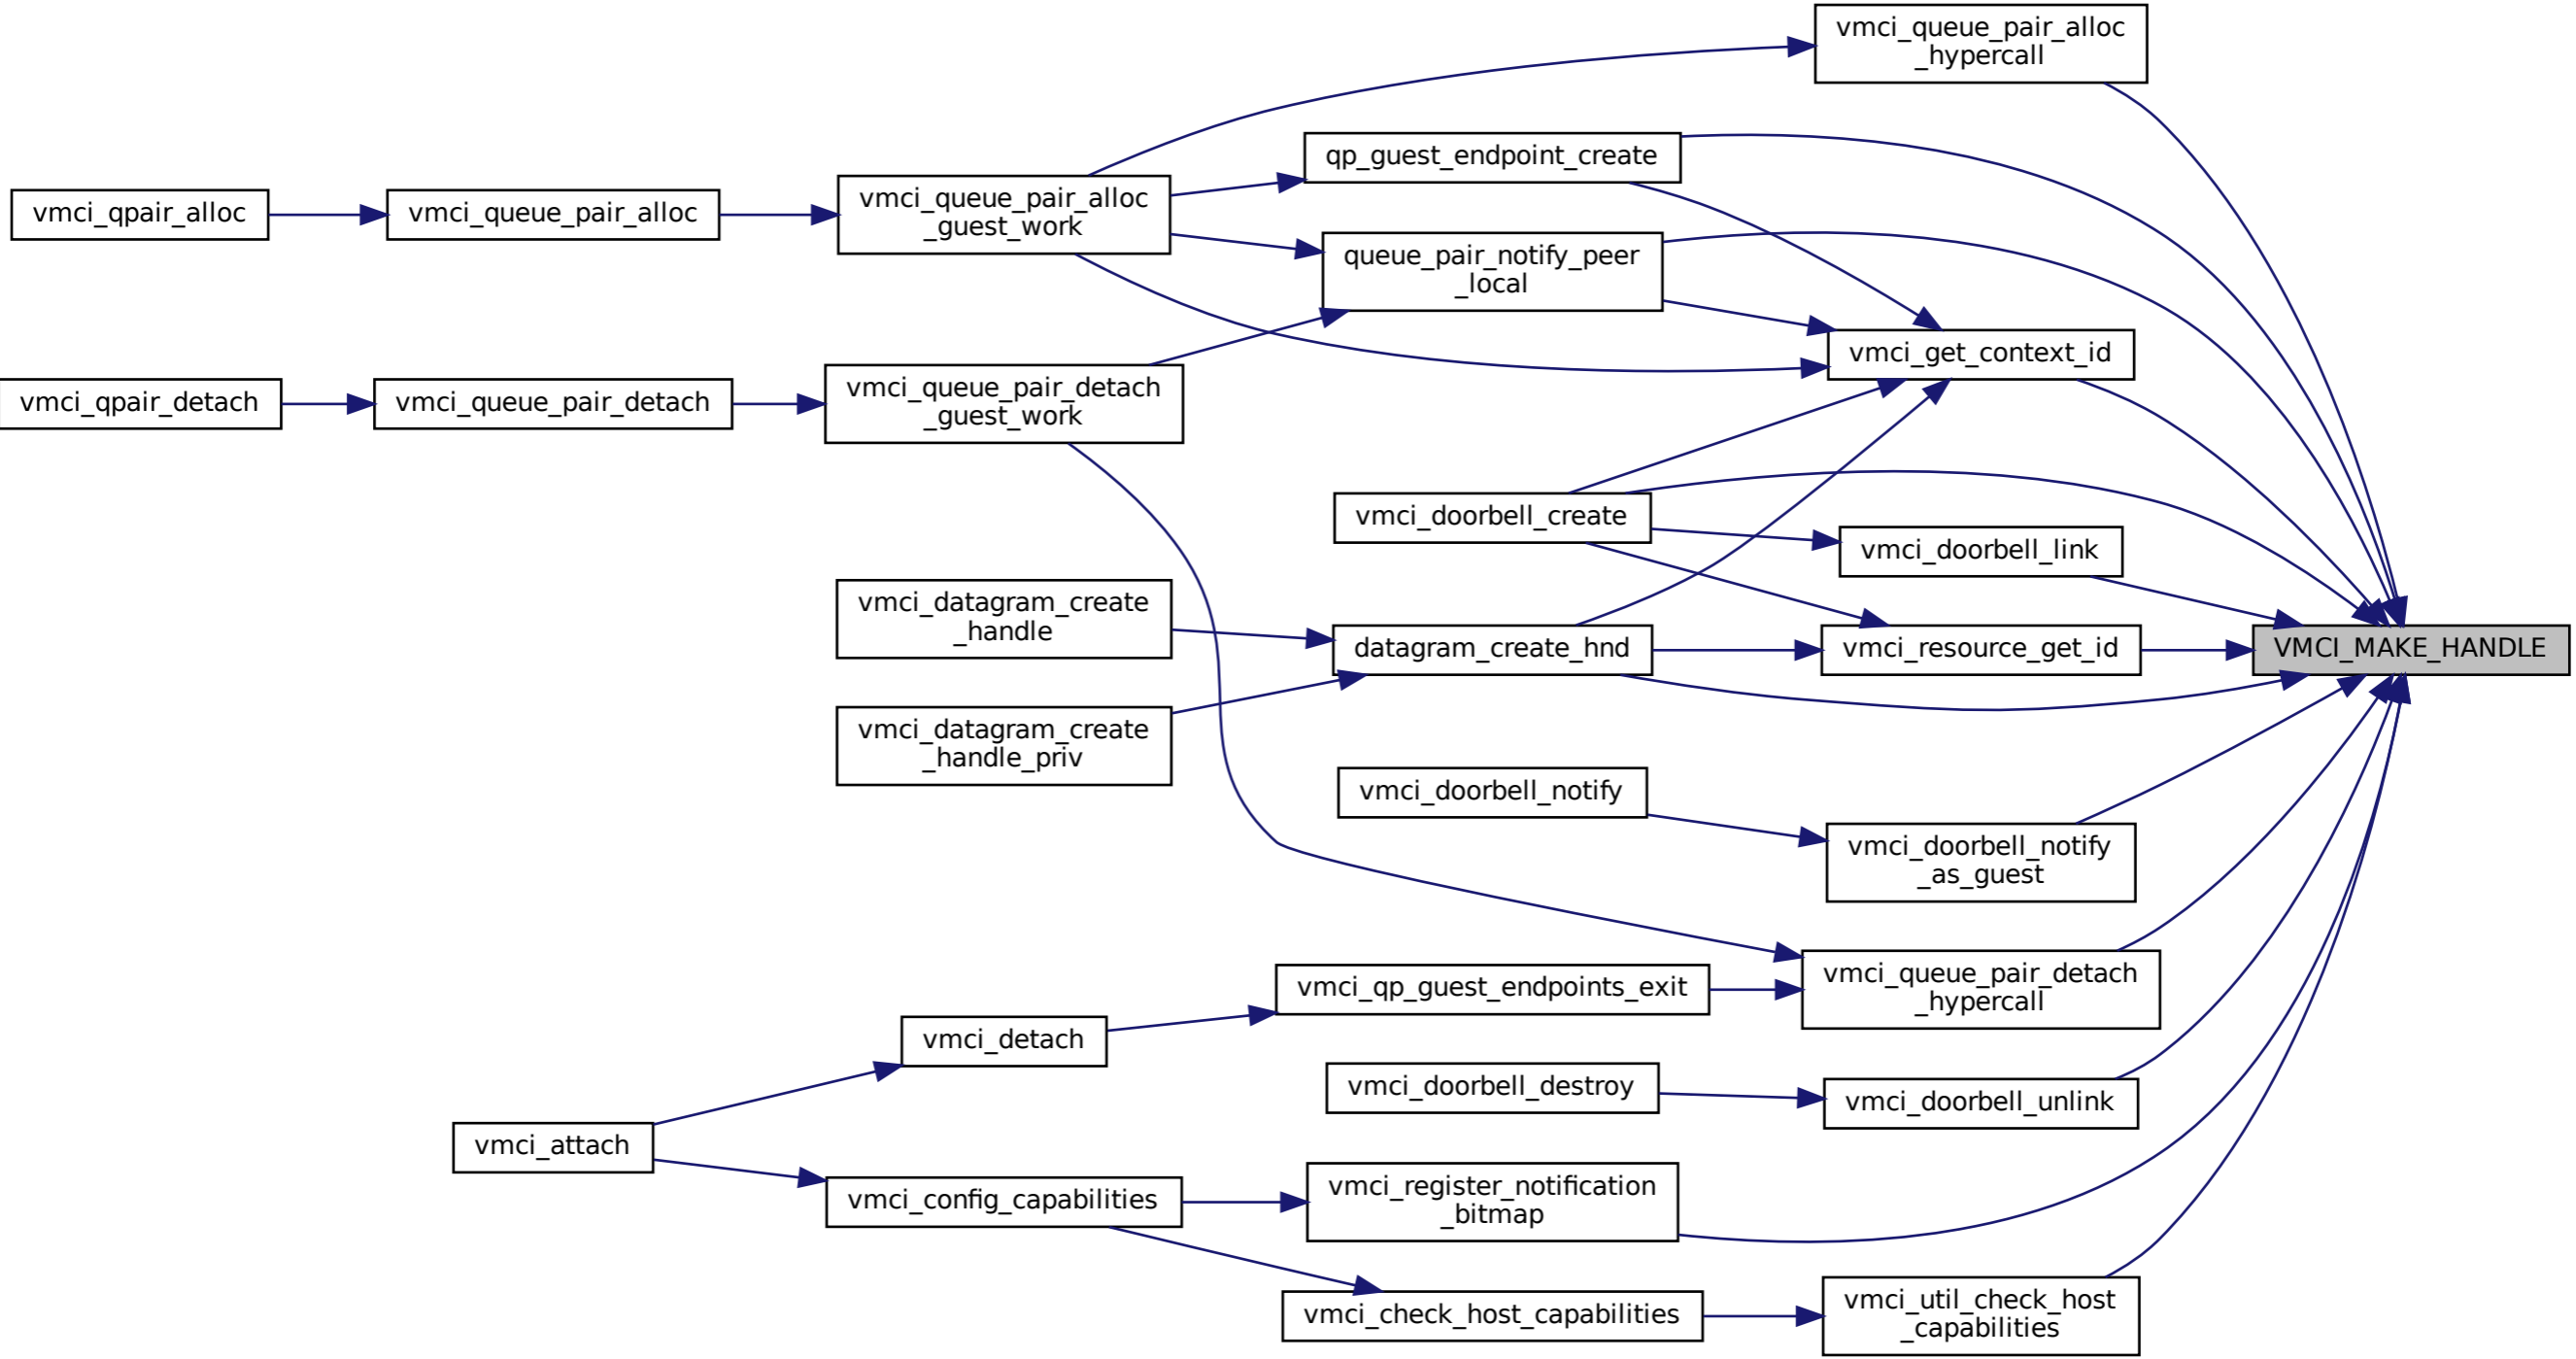 vmci_queue_pair_alloc
_hypercall
qp_guest_endpoint_create
vmci_qpair_alloc
vmci_queue_pair_alloc
vmci_queue_pair_alloc
_guest_work
queue_pair_notify_peer
_local
vmci_get_context_id
vmci_qpair_detach
vmci_queue_pair_detach
vmci_queue_pair_detach
_guest_work
vmci_doorbell_create
vmci_doorbell_link
vmci_datagram_create
_handle
datagram_create_hnd
vmci_resource_get_id
VMCI_MAKE_HANDLE
vmci_datagram_create
_handle_priv
vmci_doorbell_notify
vmci_doorbell_notify
_as_guest
vmci_qp_guest_endpoints_exit
vmci_queue_pair_detach
_hypercall
vmci_detach
vmci_doorbell_destroy
vmci_doorbell_unlink
vmci_attach
vmci_config_capabilities
vmci_register_notification
_bitmap
vmci_check_host_capabilities
vmci_util_check_host
_capabilities